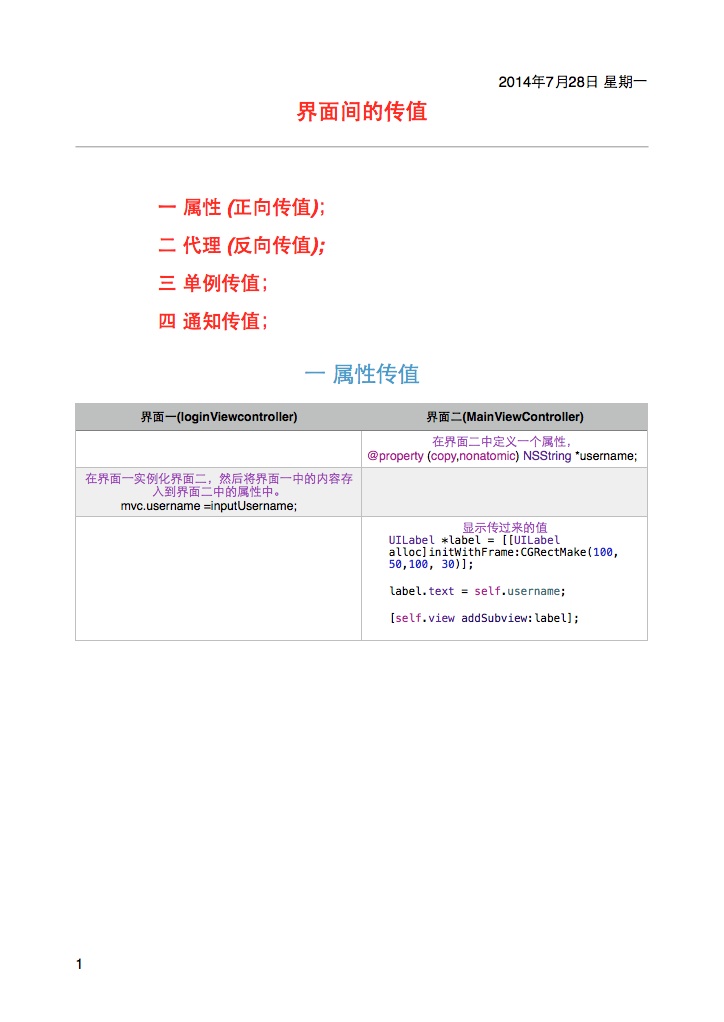 2014年7月28日 星期一
界面间的传值
一 属性 (正向传值)；
二 代理 (反向传值);
三 单例传值；
四 通知传值；
一 属性传值
界面一(loginViewcontroller)
界面二(MainViewController)
在界面二中定义一个属性，
@property (copy,nonatomic) NSString *username;
在界面一实例化界面二，然后将界面一中的内容存
入到界面二中的属性中。
mvc.username =inputUsername;
显示传过来的值
UILabel *label = [[UILabel
alloc]initWithFrame:CGRectMake(100,
50,100, 30)];
label.text = self.username;
[self.view addSubview:label];
1